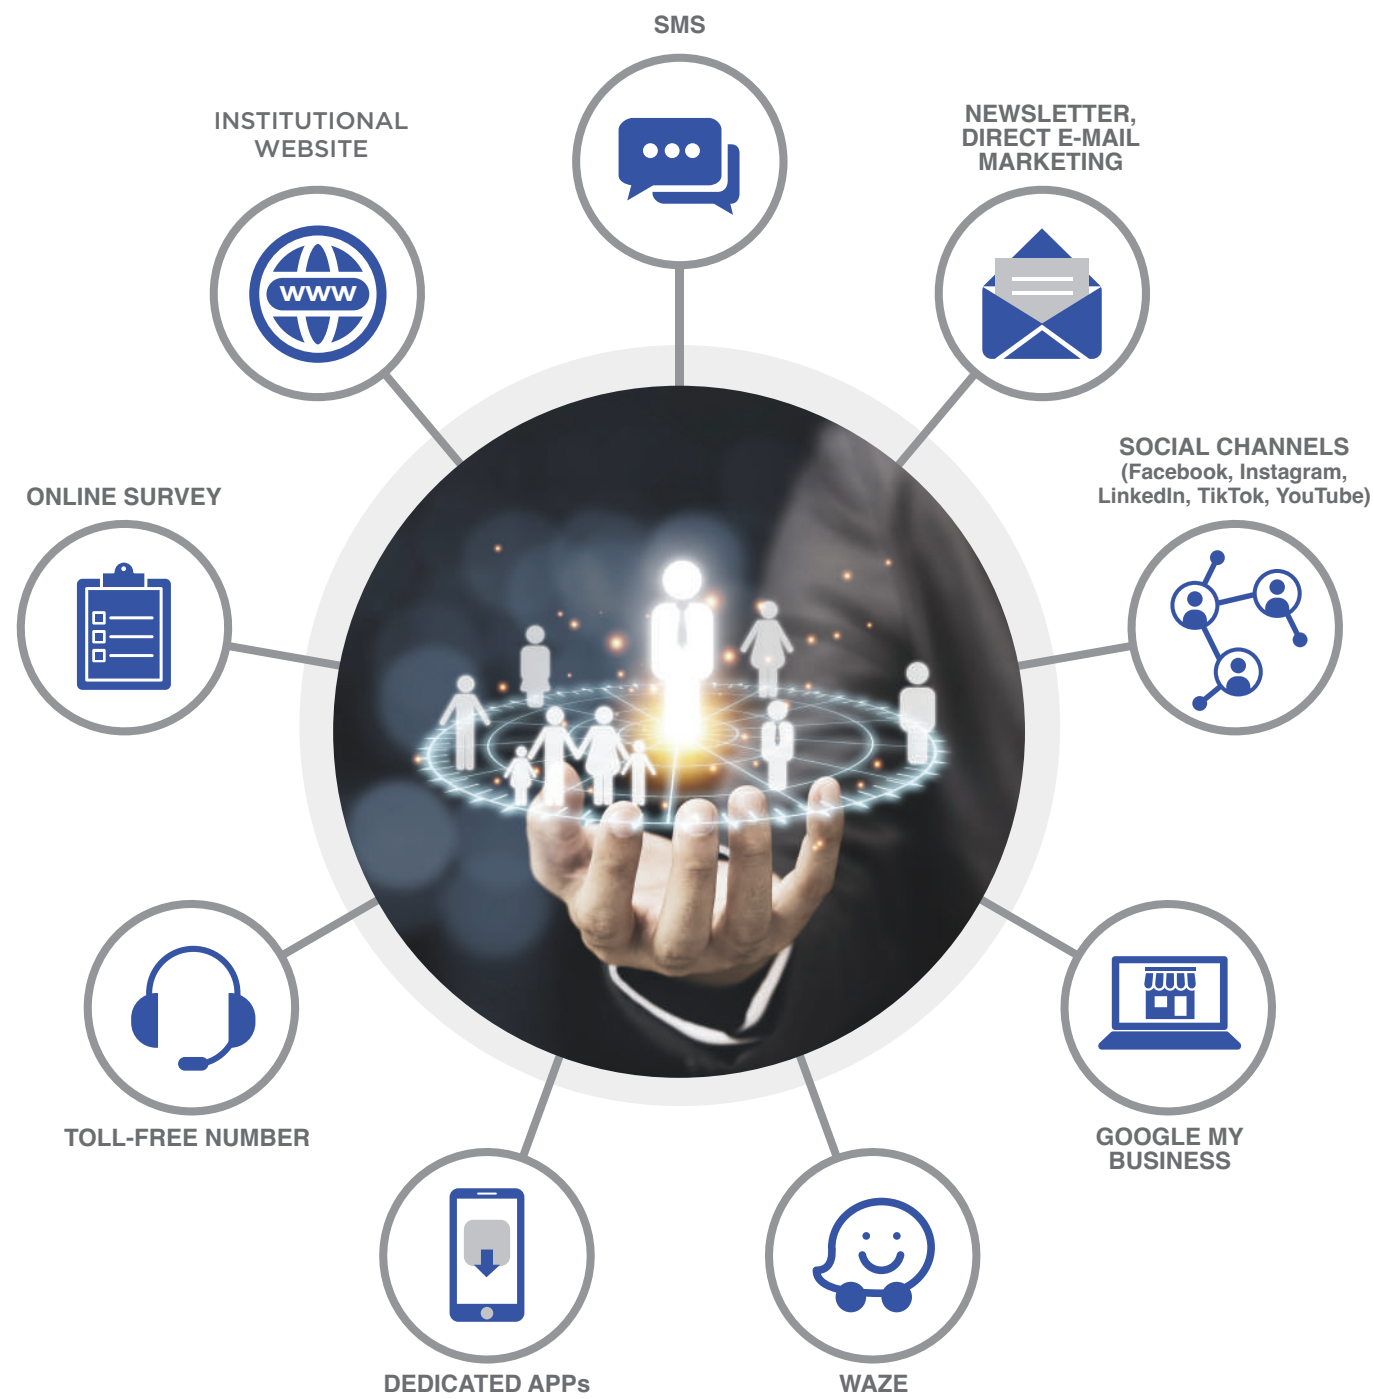 SMS
INSTITUTIONAL
WEBSITE
www
NEWSLETTER,
DIRECT E-MAIL
MARKETING
SOCIAL CHANNELS
(Facebook, Instagram,
LinkedIn, TikTok, YouTube)
ONLINE SURVEY
TOLL-FREE NUMBER
GOOGLE MY
BUSINESS
DEDICATED APPs
WAZE